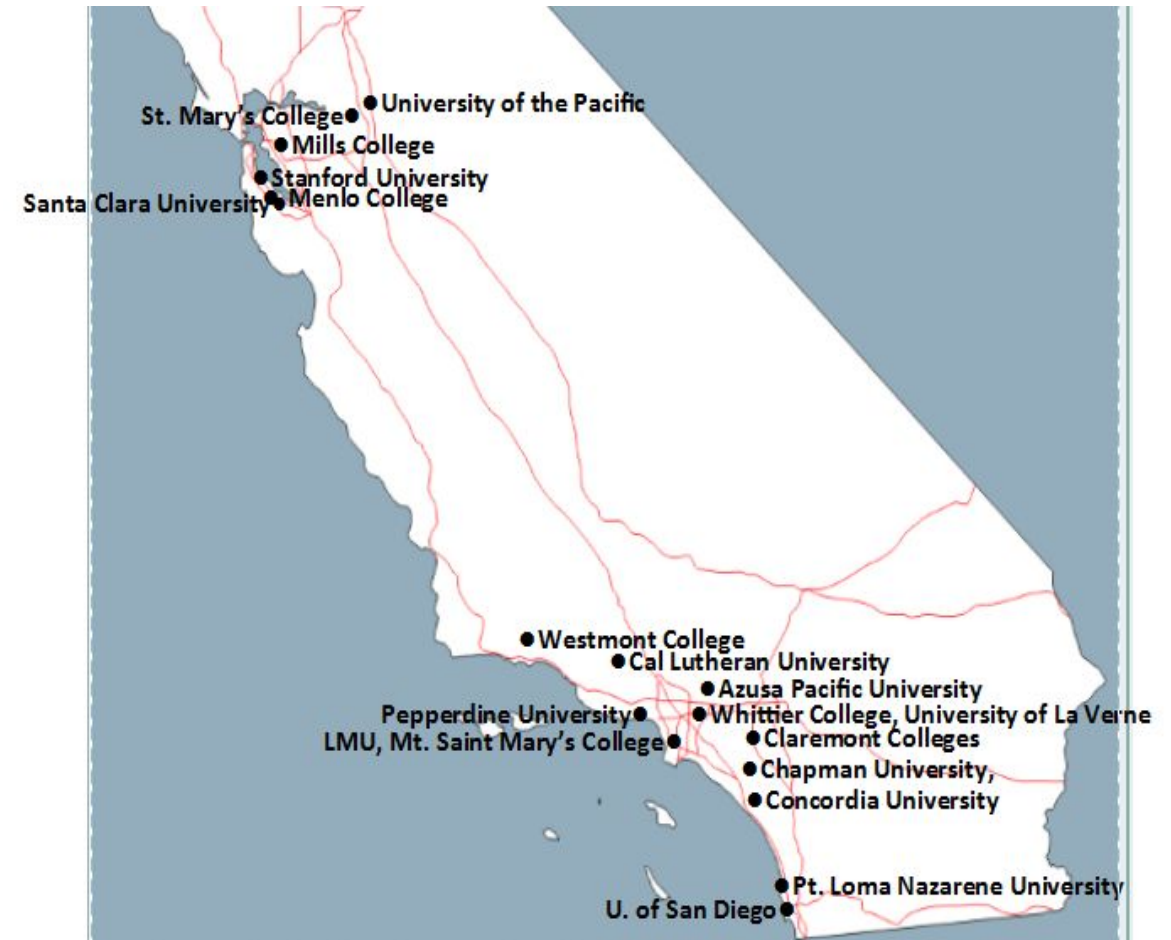 University of the Pacific
St. Mary's College
Mills College
Stanford University
Menlo College
Santa Clara University
Westmont College
Cal Lutheran University
Azusa Pacific University
Pepperdine University
Whittier College, University of La Verne
LMU, Mt. Saint Mary's College
Claremont Colleges
Chapman University,
Concordia University
Pt. Loma Nazarene University
U. of San Diego